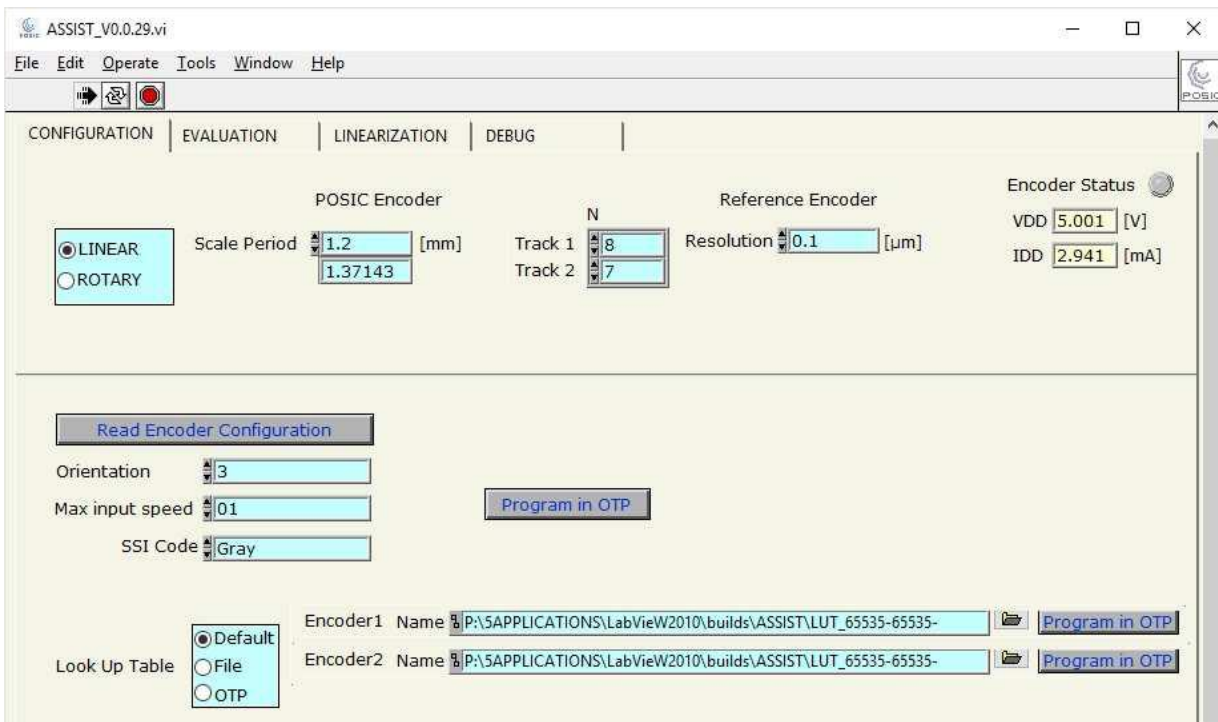 ASSIST_V0.0.29.vi
File Edit Operate Tools Window Help
POSIC
CONFIGURATION EVALUATION LINEARIZATION DEBUG
POSIC Encoder N Reference Encoder Encoder Status
LINEAR Scale Period 1.2 [mm] Track 1 8 Resolution 0.1 [µm] VDD 5.001 [V]
ROTARY 1.37143 Track 2 7 IDD 2.941 [mA]
Read Encoder Configuration
Orientation 3
Max input speed 01 Program in OTP
SSI Code Gray
Encoder1 Name P:\5APPLICATIONS\LabVieW2010\builds\ASSIST\LUT_65535-65535- Program in OTP
Default
Look Up Table File Encoder2 Name P:\5APPLICATIONS\LabVieW2010\builds\ASSIST\LUT_65535-65535- Program in OTP
OTP